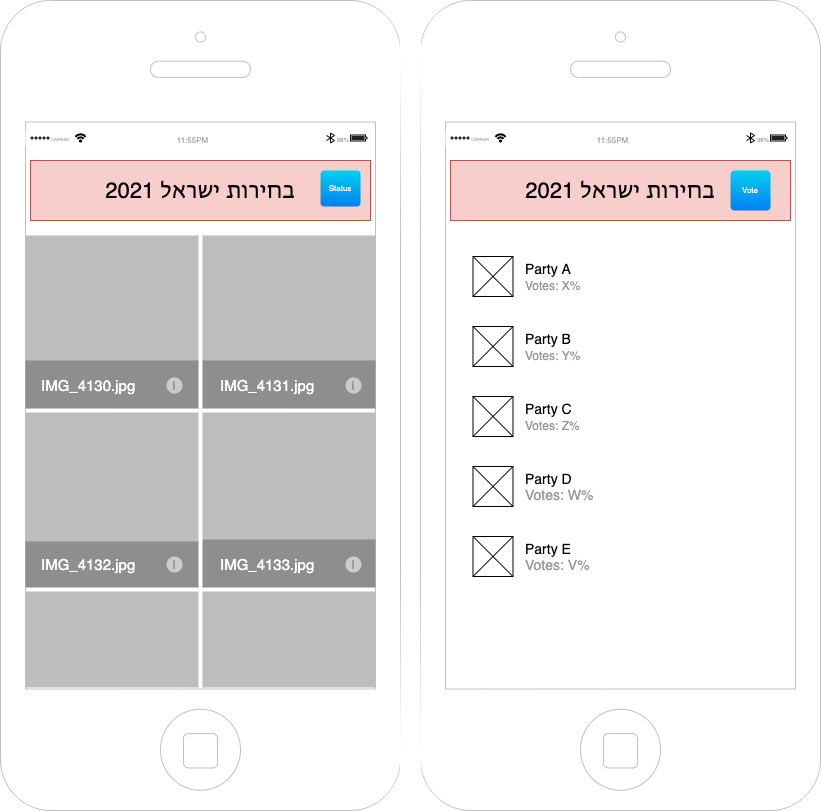 CARRIER 11:55PM 98%
בחירות ישראל 2021
Status
IMG_4130.jpg i
IMG_4131.jpg i
IMG_4132.jpg i
IMG_4133.jpg i
CARRIER 11:55PM 98%
בחירות ישראל 2021
Vote
Party A
Votes: X%
Party B
Votes: Y%
Party C
Votes: Z%
Party D
Votes: W%
Party E
Votes: V%